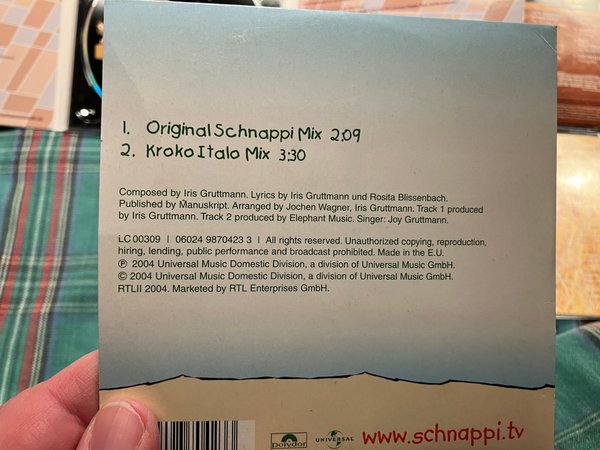 1. Original Schnappi Mix 2:09
2. Kroko Italo Mix 3:30
Composed by Iris Gruttmann. Lyrics by Iris Gruttmann und Rosita Blissenbach.
Published by Manuskript. Arranged by Jochen Wagner, Iris Gruttmann. Track 1 produced
by Iris Gruttmann. Track 2 produced by Elephant Music. Singer: Joy Gruttmann.
LC 00309 | 06024 9870423 3 | All rights reserved. Unauthorized copying, reproduction,
hiring, lending, public performance and broadcast prohibited. Made in the E.U.
℗ 2004 Universal Music Domestic Division, a division of Universal Music GmbH.
© 2004 Universal Music Domestic Division, a division of Universal Music GmbH.
RTLII 2004. Marketed by RTL Enterprises GmbH.
Polydor UNIVERSAL www.schnappi.tv